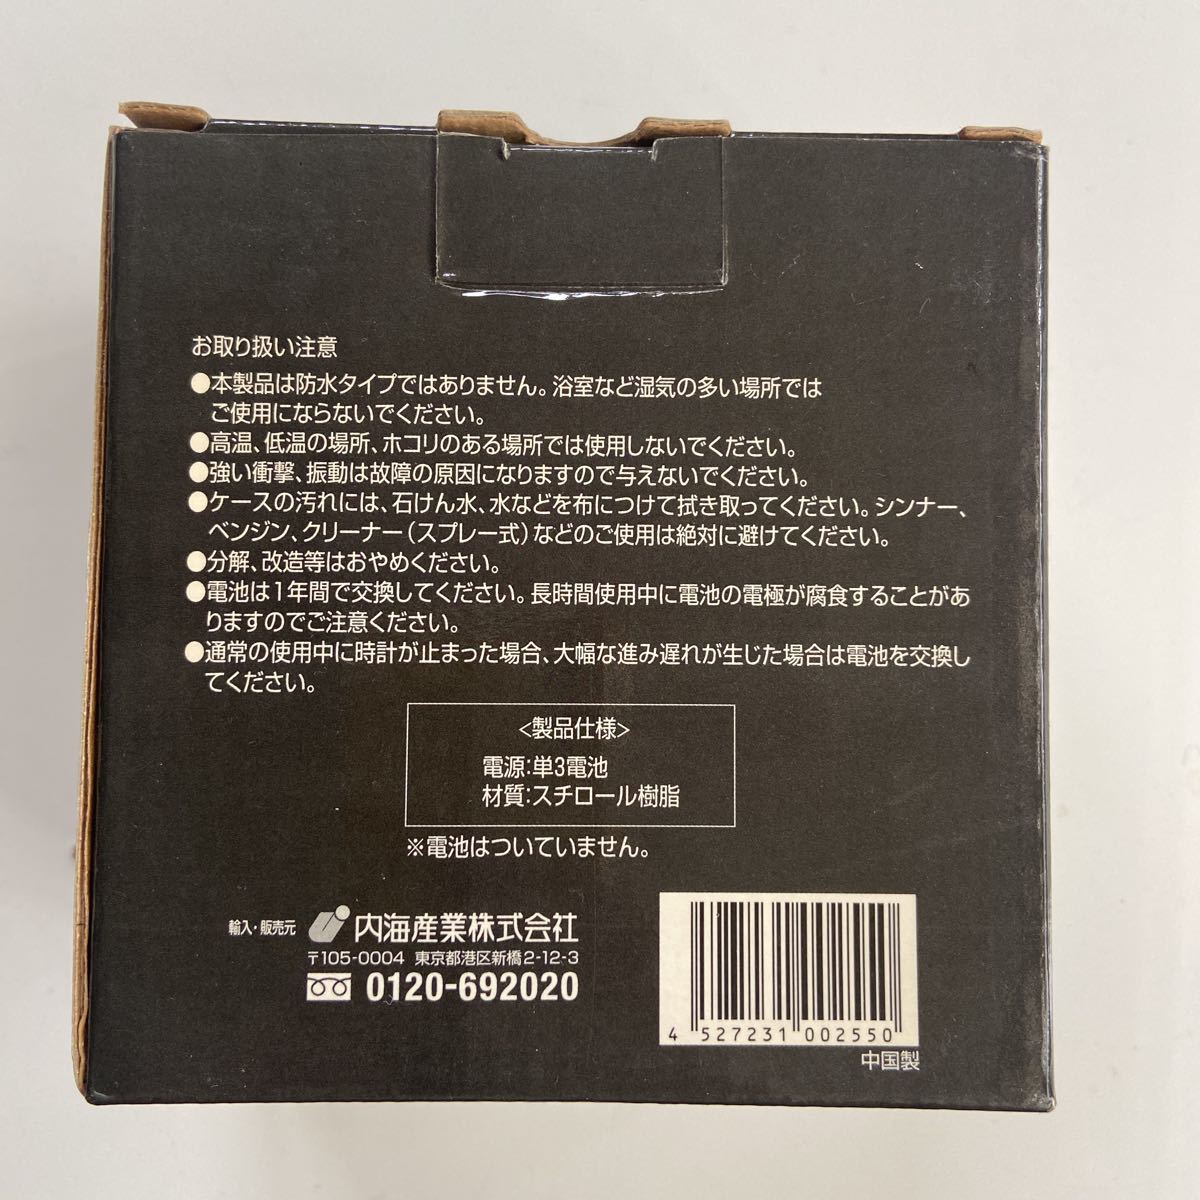 お取り扱い注意
●本製品は防水タイプではありません。浴室など湿気の多い場所では
ご使用にならないでください。
●高温、低温の場所、ホコリのある場所では使用しないでください。
●強い衝撃、振動は故障の原因になりますので与えないでください。
●ケースの汚れには、石けん水、水などを布につけて拭き取ってください。シンナー、
ベンジン、クリーナー（スプレー式）などのご使用は絶対に避けてください。
●分解、改造等はおやめください。
●電池は1年間で交換してください。長時間使用中に電池の電極が腐食することがあ
りますのでご注意ください。
●通常の使用中に時計が止まった場合、大幅な進み遅れが生じた場合は電池を交換し
てください。
<製品仕様>
電源:単3電池
材質:スチロール樹脂
※電池はついていません。
輸入・販売元 内海産業株式会社
〒105-0004 東京都港区新橋2-12-3
0120-692020
4 527231 002550
中国製